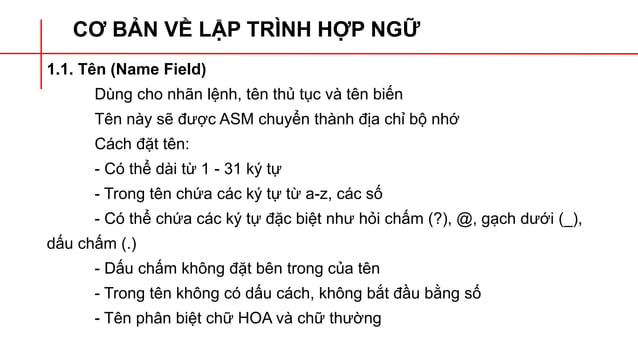 CƠ BẢN VỀ LẬP TRÌNH HỢP NGỮ
1.1. Tên (Name Field)
Dùng cho nhãn lệnh, tên thủ tục và tên biến
Tên này sẽ được ASM chuyển thành địa chỉ bộ nhớ
Cách đặt tên:
- Có thể dài từ 1 - 31 ký tự
- Trong tên chứa các ký tự từ a-z, các số
- Có thể chứa các ký tự đặc biệt như hỏi chấm (?), @, gạch dưới (_),
dấu chấm (.)
- Dấu chấm không đặt bên trong của tên
- Trong tên không có dấu cách, không bắt đầu bằng số
- Tên phân biệt chữ HOA và chữ thường